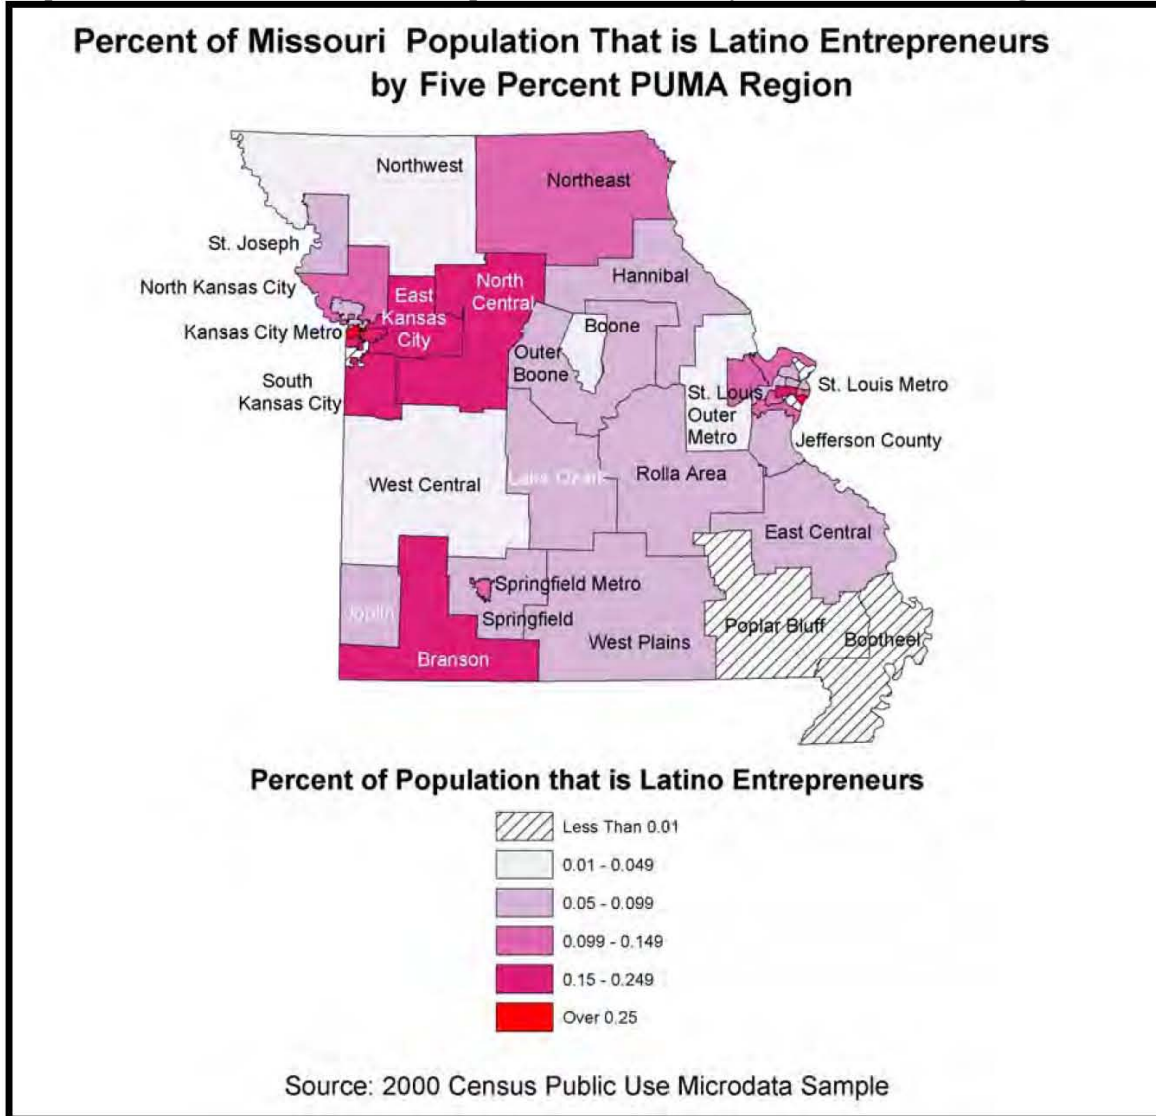 Percent of Missouri Population That is Latino Entrepreneurs
by Five Percent PUMA Region
Northwest
Northeast
St. Joseph
Hannibal
North Kansas City
North
Central
East
Kansas
City
Kansas City Metro
Boone
Outer
Boone
South
Kansas City
St. Louis
Outer
Metro
St. Louis Metro
Jefferson County
West Central
Lake Ozark
Rolla Area
East Central
Springfield Metro
Joplin
Springfield
Branson
West Plains
Poplar Bluff
Bootheel
Percent of Population that is Latino Entrepreneurs
Less Than 0.01
0.01 - 0.049
0.05 - 0.099
0.099 - 0.149
0.15 - 0.249
Over 0.25
Source: 2000 Census Public Use Microdata Sample